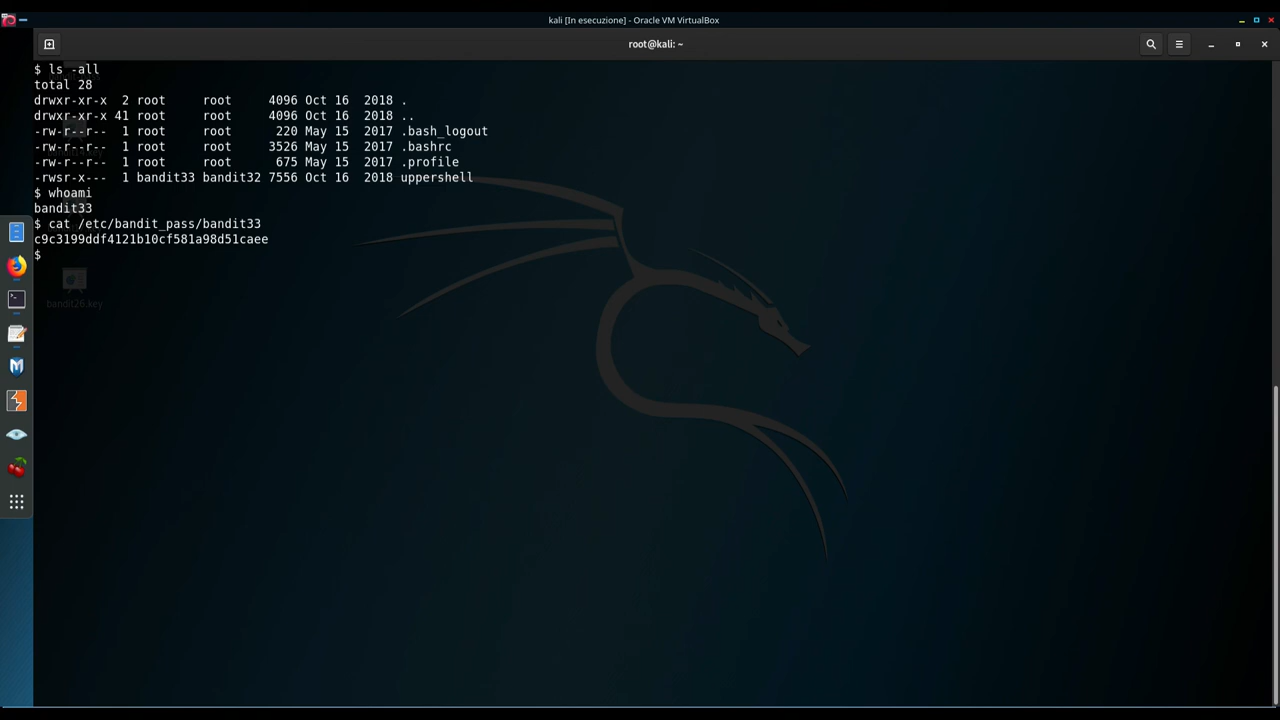 kali [In esecuzione] - Oracle VM VirtualBox
root@kali: ~
$ ls -all
total 28
drwxr-xr-x  2 root     root     4096 Oct 16  2018 .
drwxr-xr-x 41 root     root     4096 Oct 16  2018 ..
-rw-r--r--  1 root     root      220 May 15  2017 .bash_logout
-rw-r--r--  1 root     root     3526 May 15  2017 .bashrc
-rw-r--r--  1 root     root      675 May 15  2017 .profile
-rwsr-x---  1 bandit33 bandit32 7556 Oct 16  2018 uppershell
$ whoami
bandit33
$ cat /etc/bandit_pass/bandit33
c9c3199ddf4121b10cf581a98d51caee
$
bandit26.key